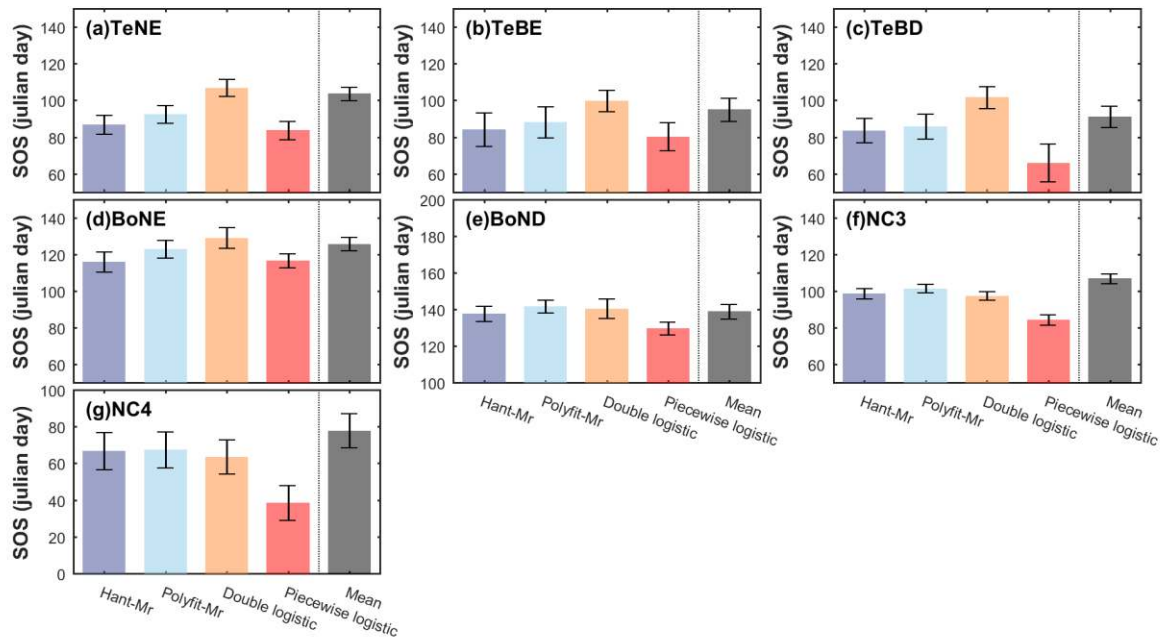 (a)TeNE
SOS (julian day)
140
120
100
80
60
(b)TeBE
SOS (julian day)
140
120
100
80
60
(c)TeBD
SOS (julian day)
140
120
100
80
60
(d)BoNE
SOS (julian day)
140
120
100
80
60
(e)BoND
SOS (julian day)
200
180
160
140
120
100
Hant-Mr
Polyfit-Mr
Double logistic
Piecewise logistic
Mean
(f)NC3
SOS (julian day)
140
120
100
80
60
Hant-Mr
Polyfit-Mr
Double logistic
Piecewise logistic
Mean
(g)NC4
SOS (julian day)
100
80
60
40
20
0
Hant-Mr
Polyfit-Mr
Double logistic
Piecewise logistic
Mean